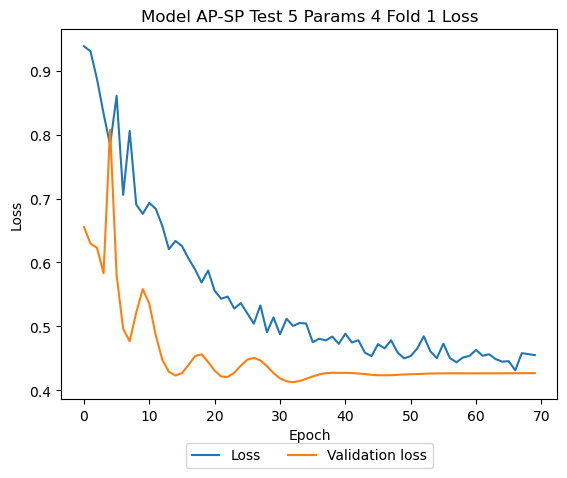 Model AP-SP Test 5 Params 4 Fold 1 Loss
Loss
0.9
0.8
0.7
0.6
0.5
0.4
0 10 20 30 40 50 60 70
Epoch
Loss Validation loss